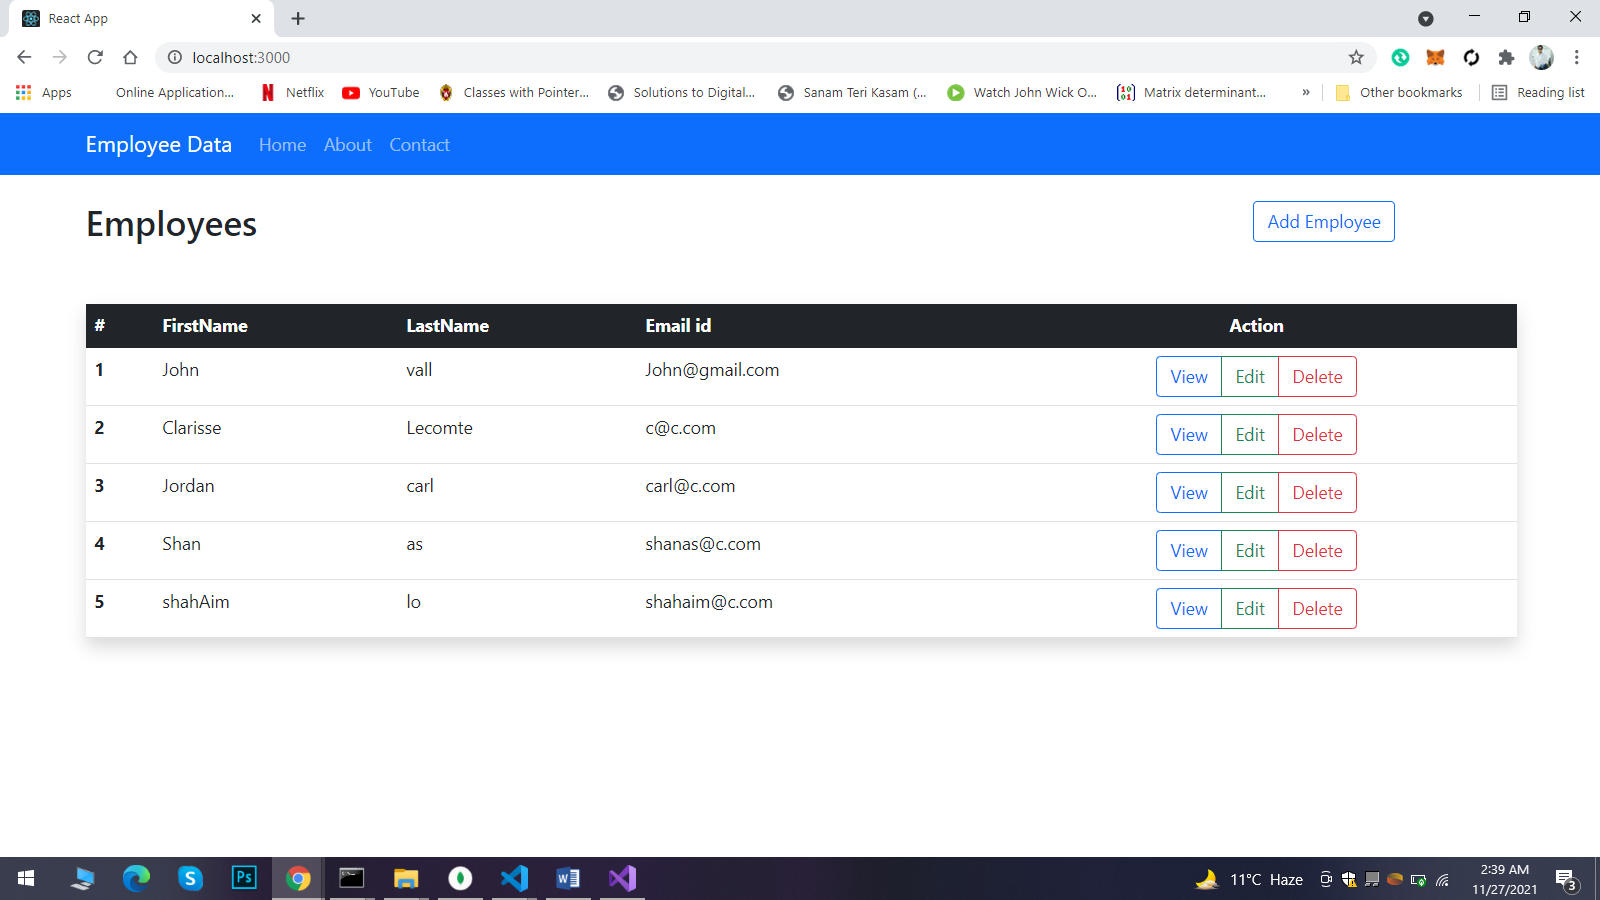 React App
localhost:3000
Apps Online Application... Netflix YouTube Classes with Pointer... Solutions to Digital... Sanam Teri Kasam (... Watch John Wick O... Matrix determinant... » Other bookmarks Reading list
Employee Data Home About Contact
Employees Add Employee
# FirstName LastName Email id Action
1 John vall John@gmail.com View Edit Delete
2 Clarisse Lecomte c@c.com View Edit Delete
3 Jordan carl carl@c.com View Edit Delete
4 Shan as shanas@c.com View Edit Delete
5 shahAim lo shahaim@c.com View Edit Delete
Ps 11°C Haze 2:39 AM
11/27/2021 3